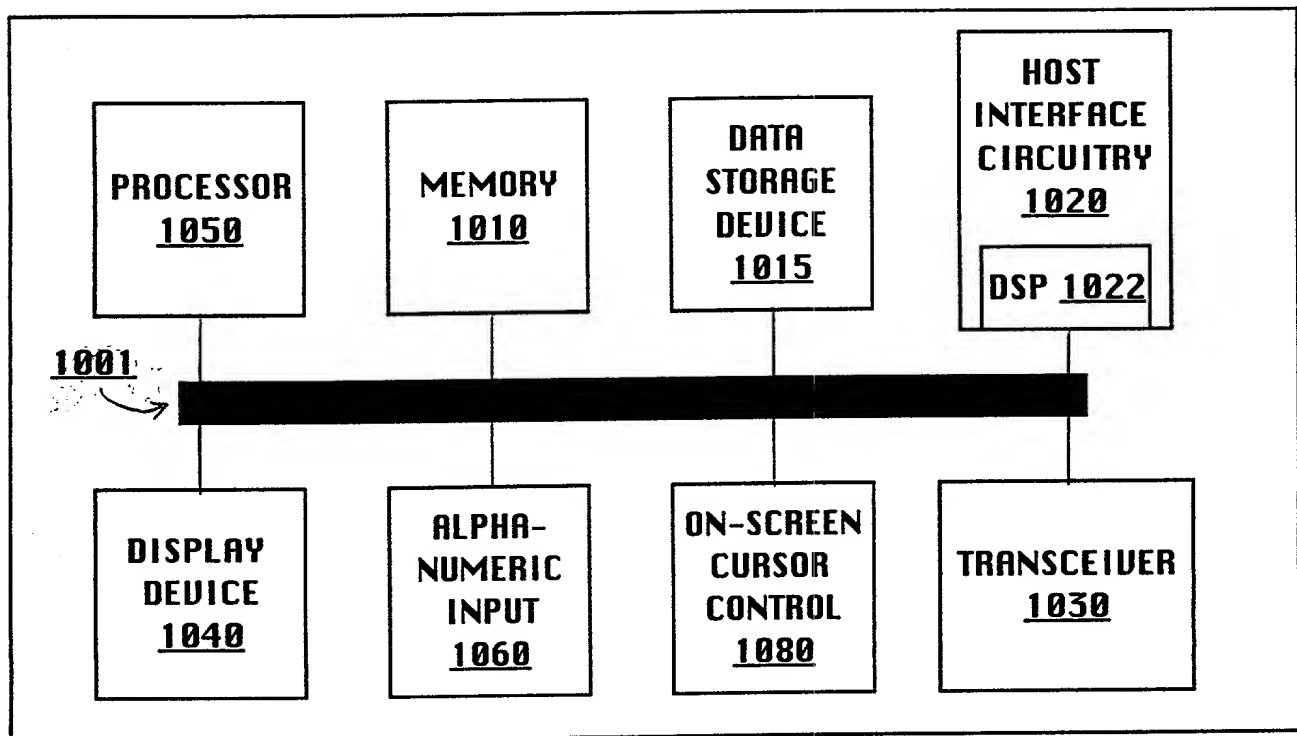 PROCESSOR
1050
MEMORY
1010
DATA
STORAGE
DEVICE
1015
HOST
INTERFACE
CIRCUITRY
1020
DSP 1022
1001
DISPLAY
DEVICE
1040
ALPHA-
NUMERIC
INPUT
1060
ON-SCREEN
CURSOR
CONTROL
1080
TRANSCEIVER
1030